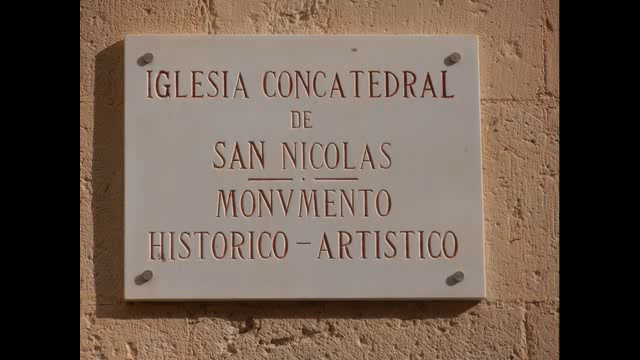 IGLESIA CONCATEDRAL
DE
SAN NICOLAS
MONVMENTO
HISTORICO - ARTISTICO